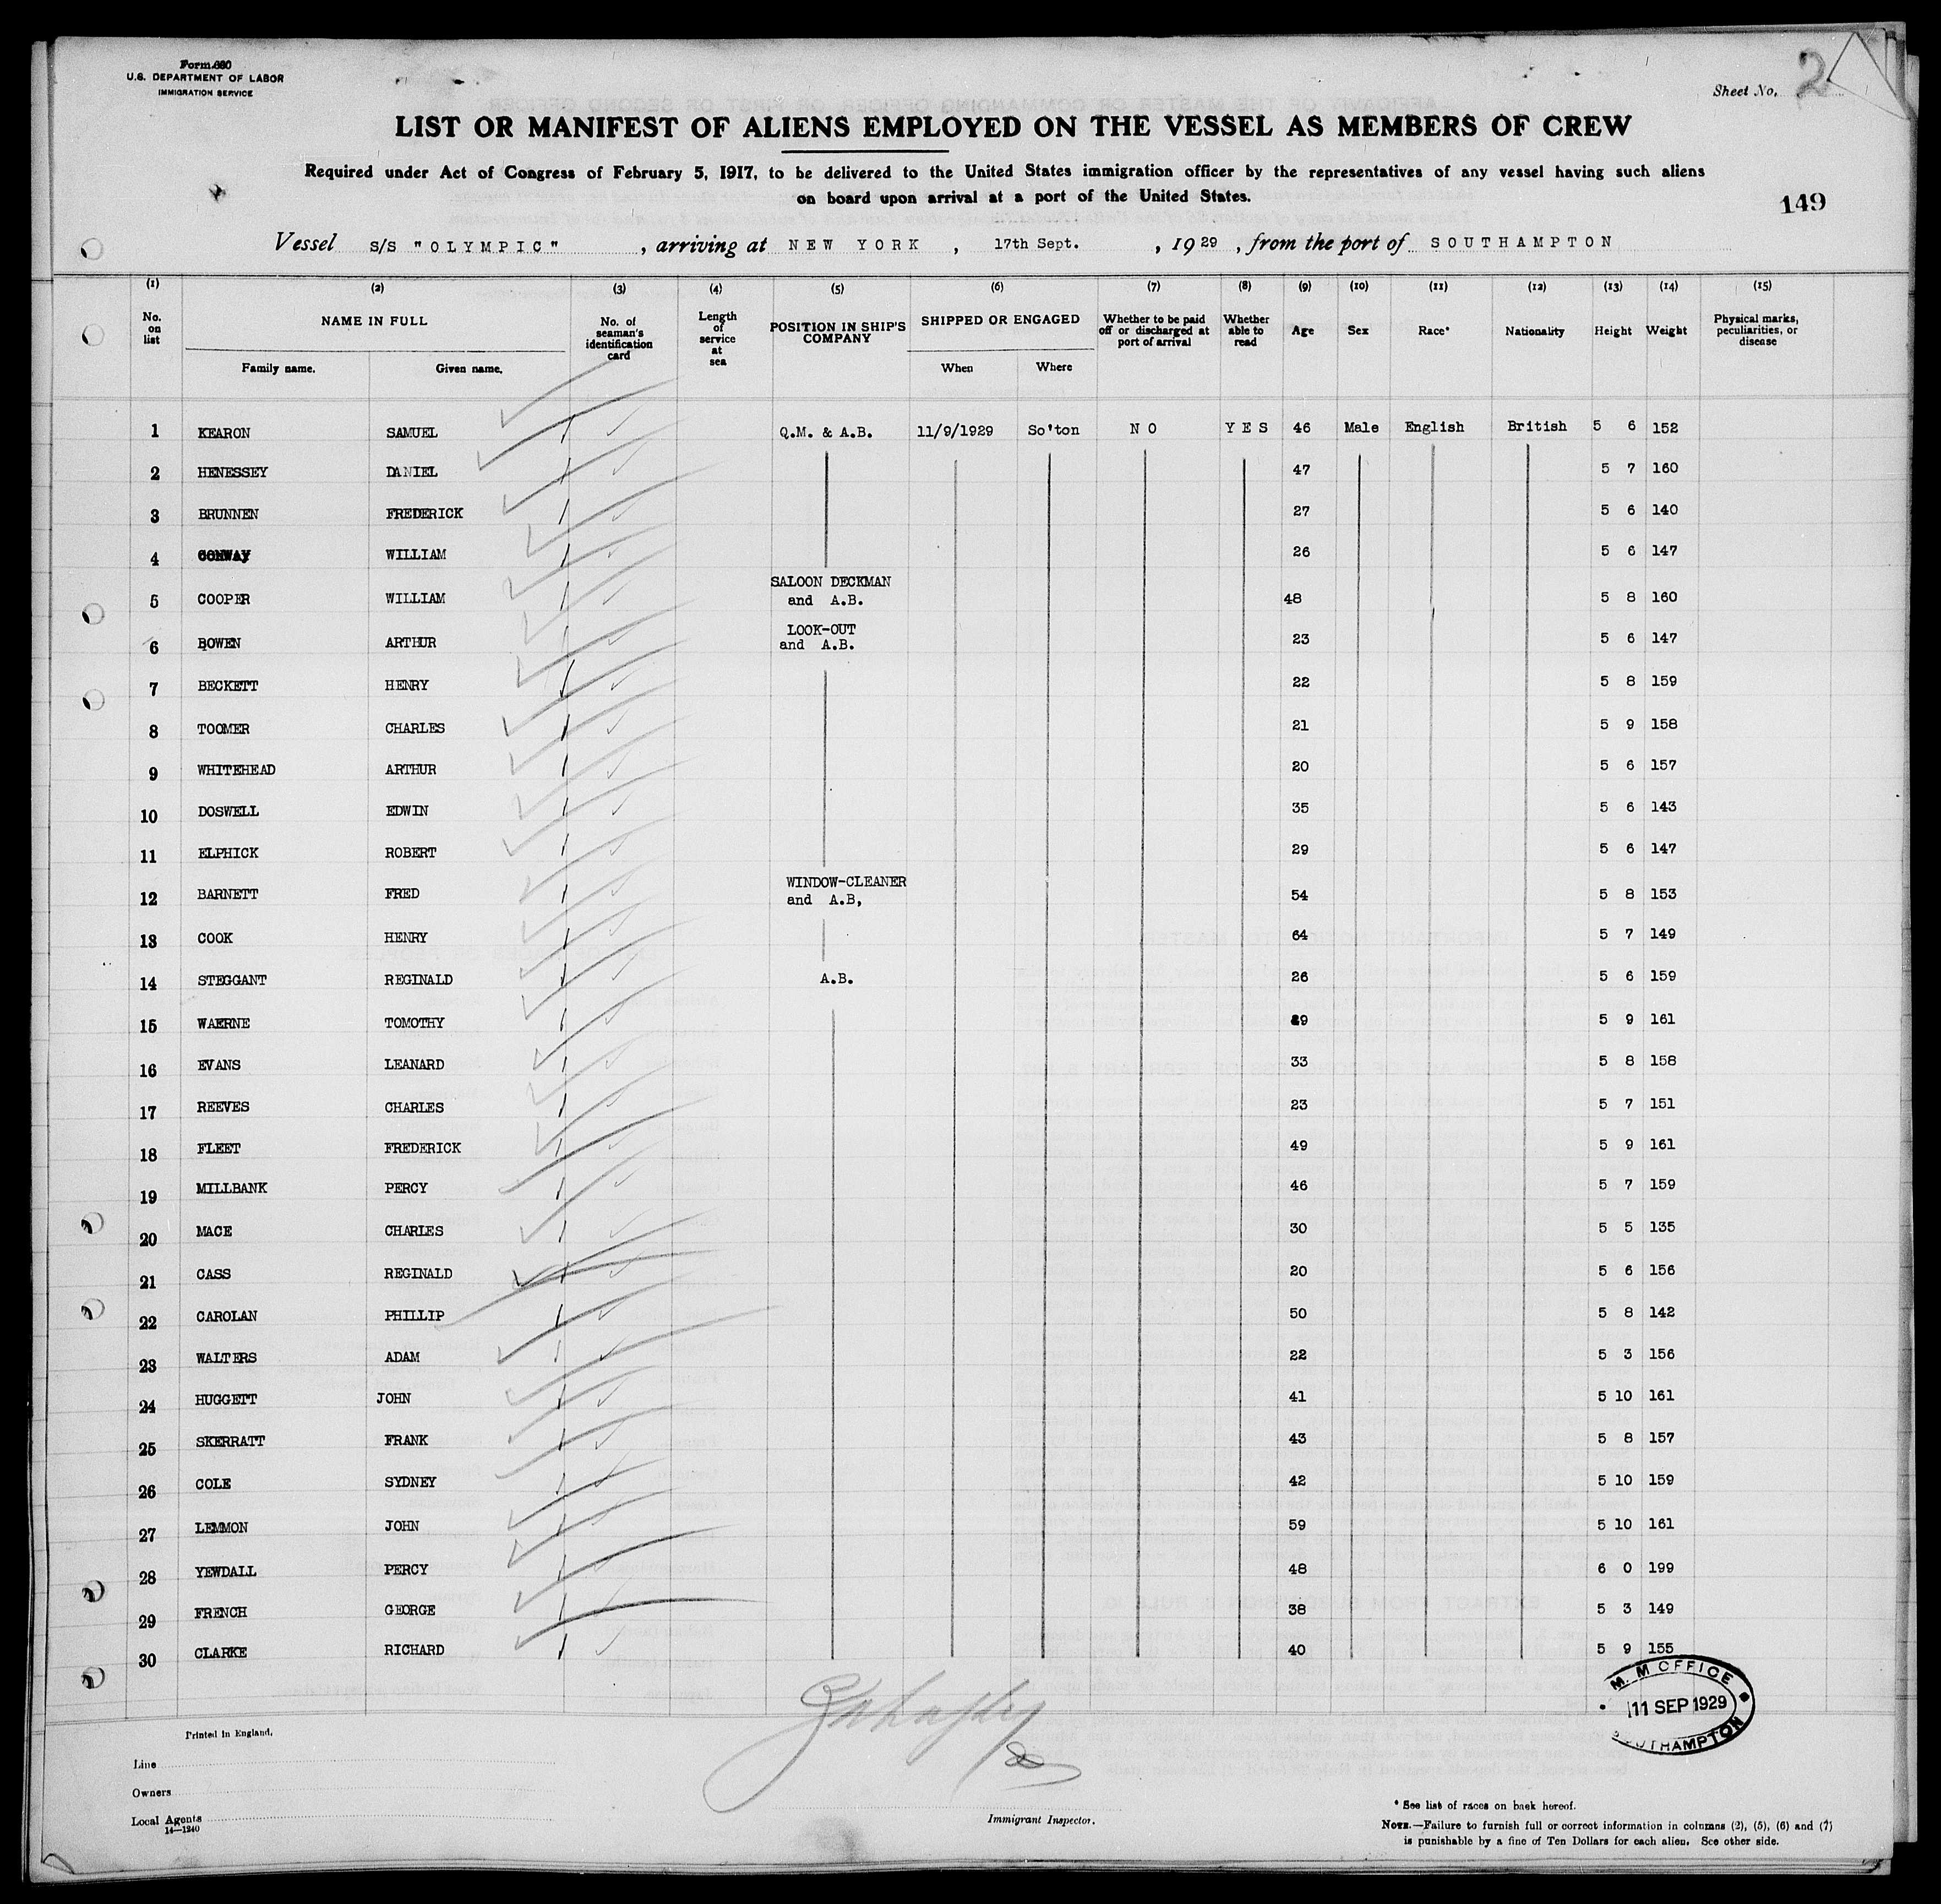 Form 680
U.S. DEPARTMENT OF LABOR
IMMIGRATION SERVICE
Sheet No. 2
LIST OR MANIFEST OF ALIENS EMPLOYED ON THE VESSEL AS MEMBERS OF CREW
Required under Act of Congress of February 5, 1917, to be delivered to the United States immigration officer by the representatives of any vessel having such aliens
on board upon arrival at a port of the United States.
149
Vessel S/S "OLYMPIC", arriving at NEW YORK, 17th Sept., 1929, from the port of SOUTHAMPTON
(1) (2) (3) (4) (5) (6) (7) (8) (9) (10) (11) (12) (13) (14) (15)
No. on list NAME IN FULL No. of seaman's identification card Length of service at sea POSITION IN SHIP'S COMPANY SHIPPED OR ENGAGED Whether to be paid off or discharged at port of arrival Whether able to read Age Sex Race* Nationality Height Weight Physical marks, peculiarities, or disease
Family name. Given name. When Where
1 KEARON SAMUEL Q.M. & A.B. 11/9/1929 So'ton NO YES 46 Male English British 5 6 152
2 HENESSEY DANIEL 47 5 7 160
3 BRUNNEN FREDERICK 27 5 6 140
4 CONWAY WILLIAM 26 5 6 147
5 COOPER WILLIAM SALOON DECKMAN and A.B. 48 5 8 160
6 BOWEN ARTHUR LOOK-OUT and A.B. 23 5 6 147
7 BECKETT HENRY 22 5 8 159
8 TOOMER CHARLES 21 5 9 158
9 WHITEHEAD ARTHUR 20 5 6 157
10 DOSWELL EDWIN 35 5 6 143
11 ELPHICK ROBERT 29 5 6 147
12 BARNETT FRED WINDOW-CLEANER and A.B, 54 5 8 153
13 COOK HENRY 64 5 7 149
14 STEGGANT REGINALD A.B. 26 5 6 159
15 WAERNE TOMOTHY 5 9 161
16 EVANS LEANARD 33 5 8 158
17 REEVES CHARLES 23 5 7 151
18 FLEET FREDERICK 49 5 9 161
19 MILLBANK PERCY 46 5 7 159
20 MACE CHARLES 30 5 5 135
21 CASS REGINALD 20 5 6 156
22 CAROLAN PHILLIP 50 5 8 142
23 WALTERS ADAM 22 5 3 156
24 HUGGETT JOHN 41 5 10 161
25 SKERRATT FRANK 43 5 8 157
26 COLE SYDNEY 42 5 10 159
27 LEMMON JOHN 59 5 10 161
28 YEWDALL PERCY 48 6 0 199
29 FRENCH GEORGE 38 5 3 149
30 CLARKE RICHARD 40 5 9 155
M. M OFFICE
11 SEP 1929
SOUTHAMPTON
Printed in England.
Line
Owners
Local Agents
14—1240
Immigrant Inspector.
* See list of races on back hereof.
NOTE.—Failure to furnish full or correct information in columns (2), (5), (6) and (7)
is punishable by a fine of Ten Dollars for each alien. See other side.